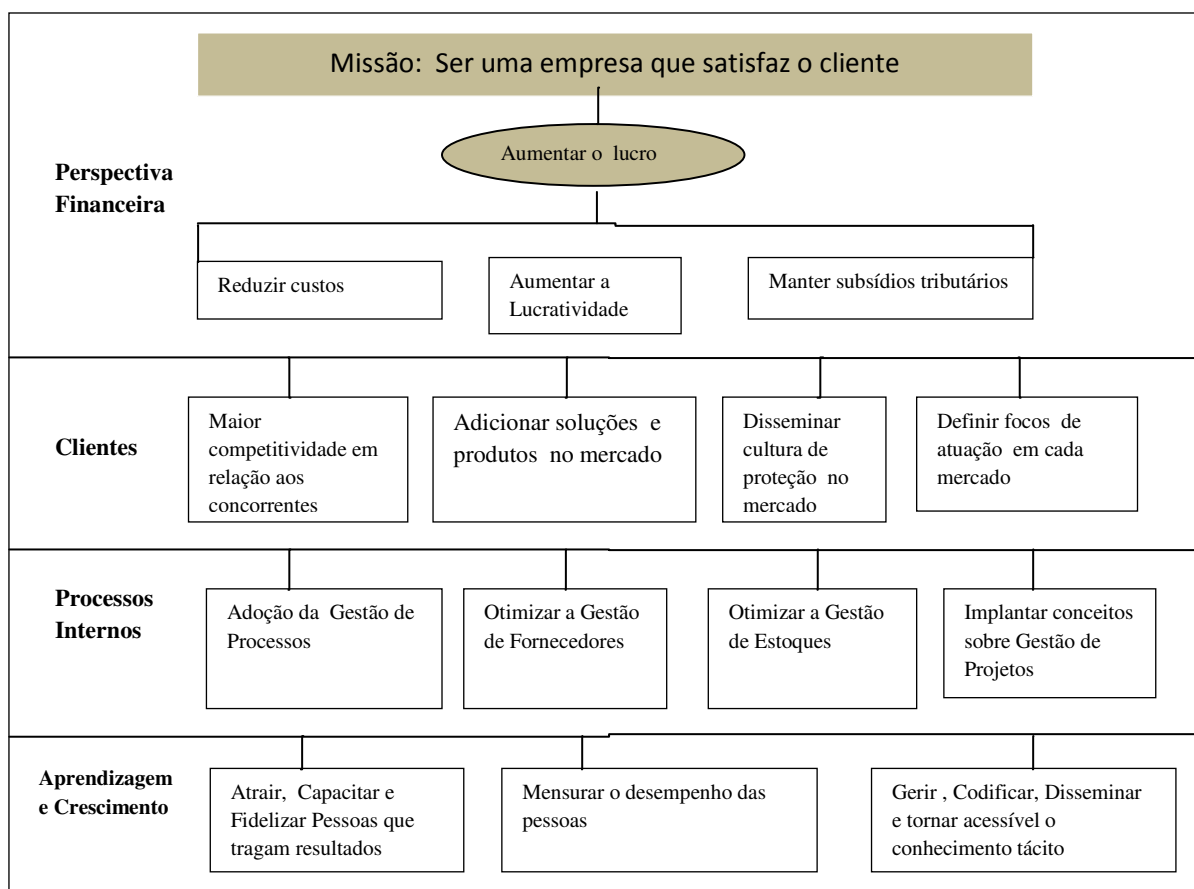 Missão: Ser uma empresa que satisfaz o cliente
Aumentar o lucro
Perspectiva
Financeira
Reduzir custos
Aumentar a
Lucratividade
Manter subsídios tributários
Clientes
Maior
competitividade em
relação aos
concorrentes
Adicionar soluções e
produtos no mercado
Disseminar
cultura de
proteção no
mercado
Definir focos de
atuação em cada
mercado
Processos
Internos
Adoção da Gestão de
Processos
Otimizar a Gestão
de Fornecedores
Otimizar a Gestão
de Estoques
Implantar conceitos
sobre Gestão de
Projetos
Aprendizagem
e Crescimento
Atrair, Capacitar e
Fidelizar Pessoas que
tragam resultados
Mensurar o desempenho das
pessoas
Gerir , Codificar, Disseminar
e tornar acessível o
conhecimento tácito